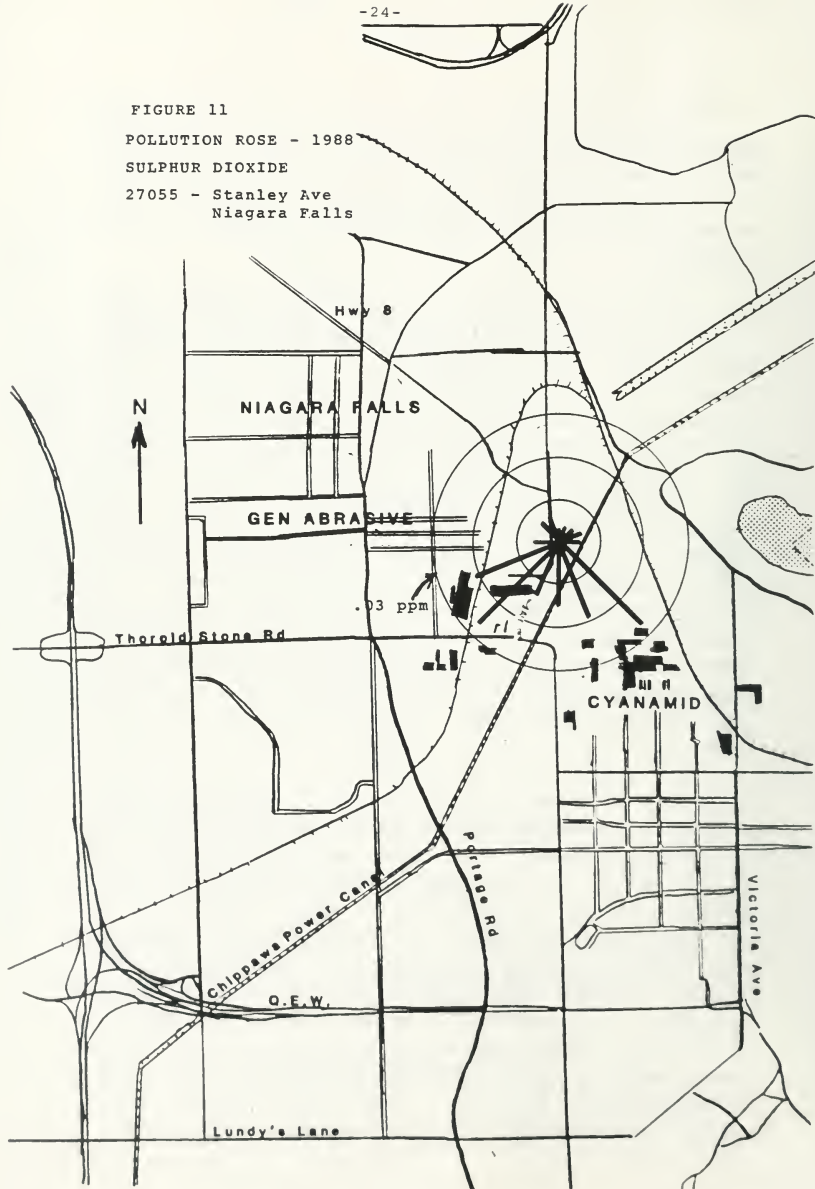 -24-
FIGURE 11
POLLUTION ROSE - 1988
SULPHUR DIOXIDE
27055 - Stanley Ave
Niagara Falls
Hwy 8
N
NIAGARA FALLS
GEN ABRASIVE
.03 ppm
rl
Thorold Stone Rd
CYANAMID
Portage Rd
Chippawa Power Canal
Victoria Ave
Q.E.W.
Lundy's Lane